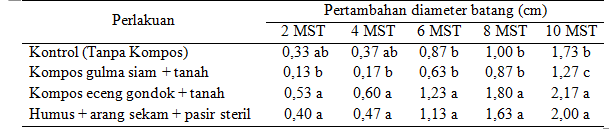 Perlakuan Pertambahan diameter batang (cm)
2 MST 4 MST 6 MST 8 MST 10 MST
Kontrol (Tanpa Kompos) 0,33 ab 0,37 ab 0,87 b 1,00 b 1,73 b
Kompos gulma siam + tanah 0,13 b 0,17 b 0,63 b 0,87 b 1,27 c
Kompos eceng gondok + tanah 0,53 a 0,60 a 1,23 a 1,80 a 2,17 a
Humus + arang sekam + pasir steril 0,40 a 0,47 a 1,13 a 1,63 a 2,00 a